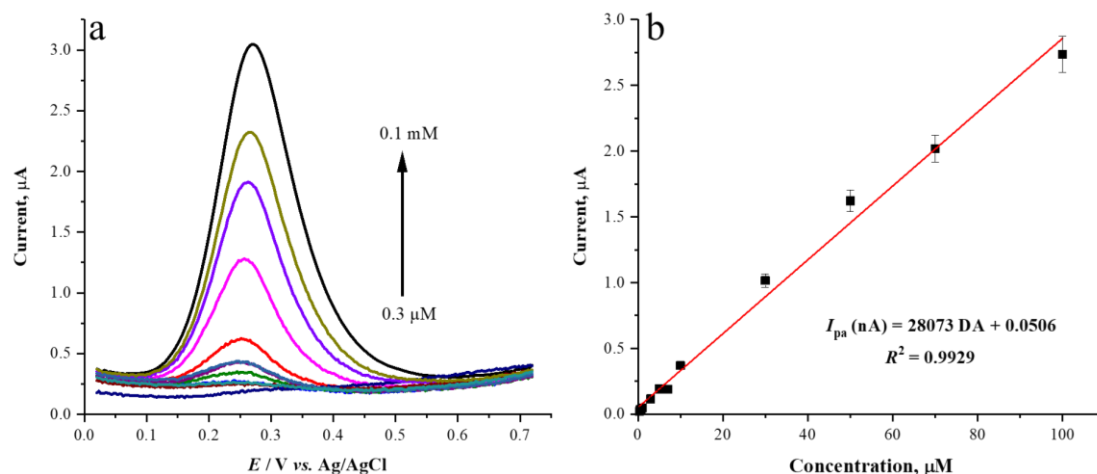 a
3.0
2.5
2.0
1.5
1.0
0.5
0.0
Current, μA
0.1 mM
0.3 μM
0.0 0.1 0.2 0.3 0.4 0.5 0.6 0.7
E / V vs. Ag/AgCl
b
3.0
2.5
2.0
1.5
1.0
0.5
0.0
Current, μA
I_pa (nA) = 28073 DA + 0.0506
R² = 0.9929
0 20 40 60 80 100
Concentration, μM